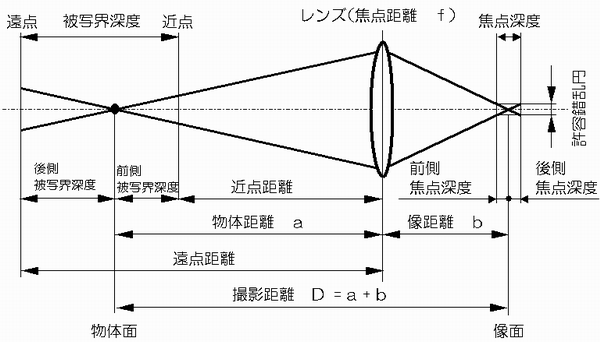 遠点 被写界深度 近点 レンズ(焦点距離 f) 焦点深度
許容錯乱円
後側
被写界深度
前側
被写界深度
近点距離
前側
焦点深度
後側
焦点深度
物体距離 a 像距離 b
遠点距離
撮影距離 D=a+b
物体面 像面